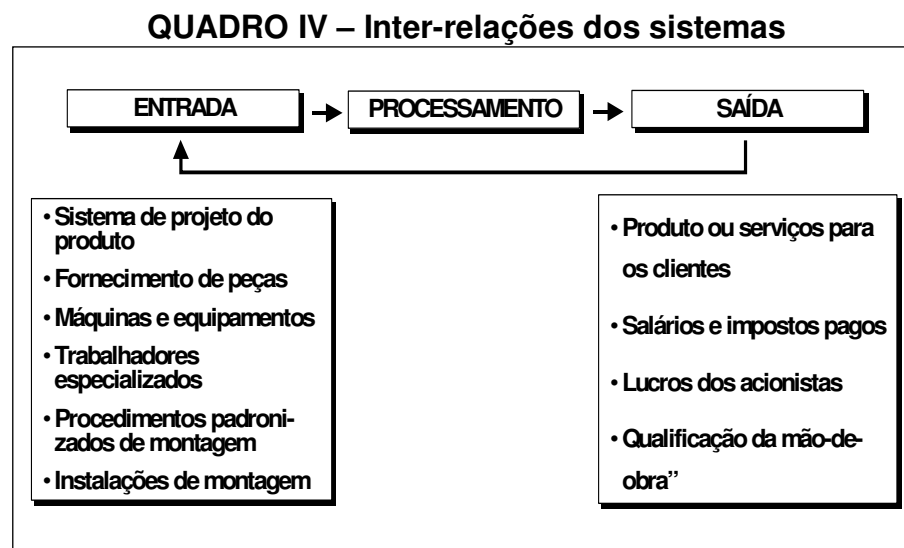 QUADRO IV – Inter-relações dos sistemas
ENTRADA
PROCESSAMENTO
SAÍDA
• Sistema de projeto do
produto
• Fornecimento de peças
• Máquinas e equipamentos
• Trabalhadores
especializados
• Procedimentos padroni-
zados de montagem
• Instalações de montagem
• Produto ou serviços para
os clientes
• Salários e impostos pagos
• Lucros dos acionistas
• Qualificação da mão-de-
obra”